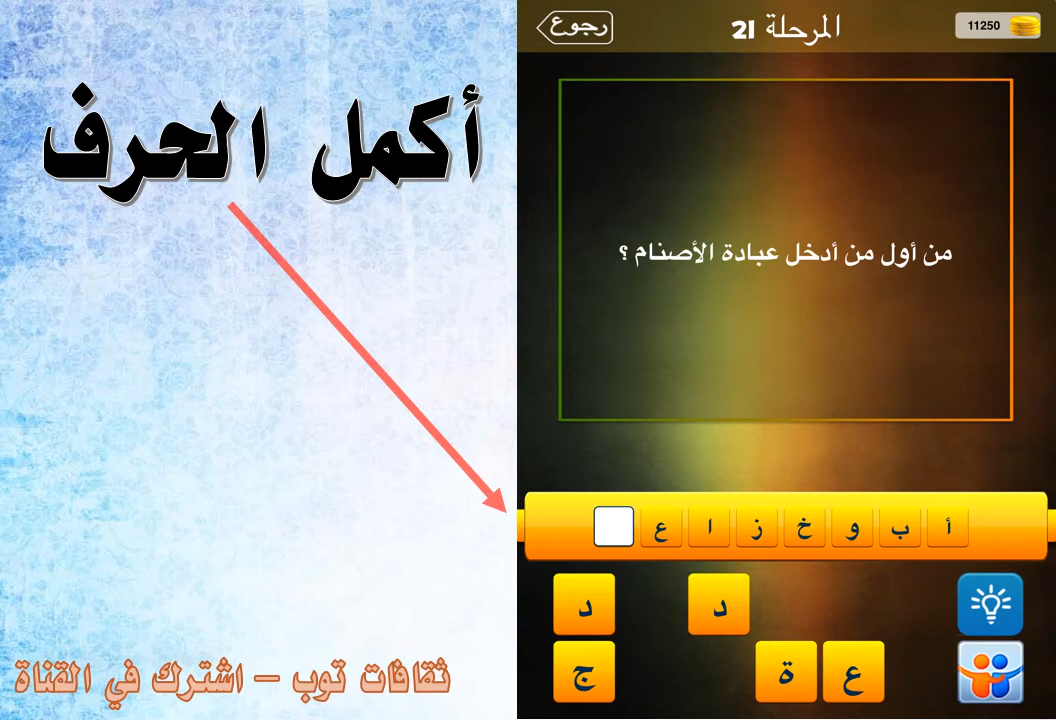 أكمل الحرف
ثقافات توب – اشترك في القناة
رجوع
المرحلة 21
11250
من أول من أدخل عبادة الأصنام ؟
أ ب و خ ز ا ع
د د
ج ة ع